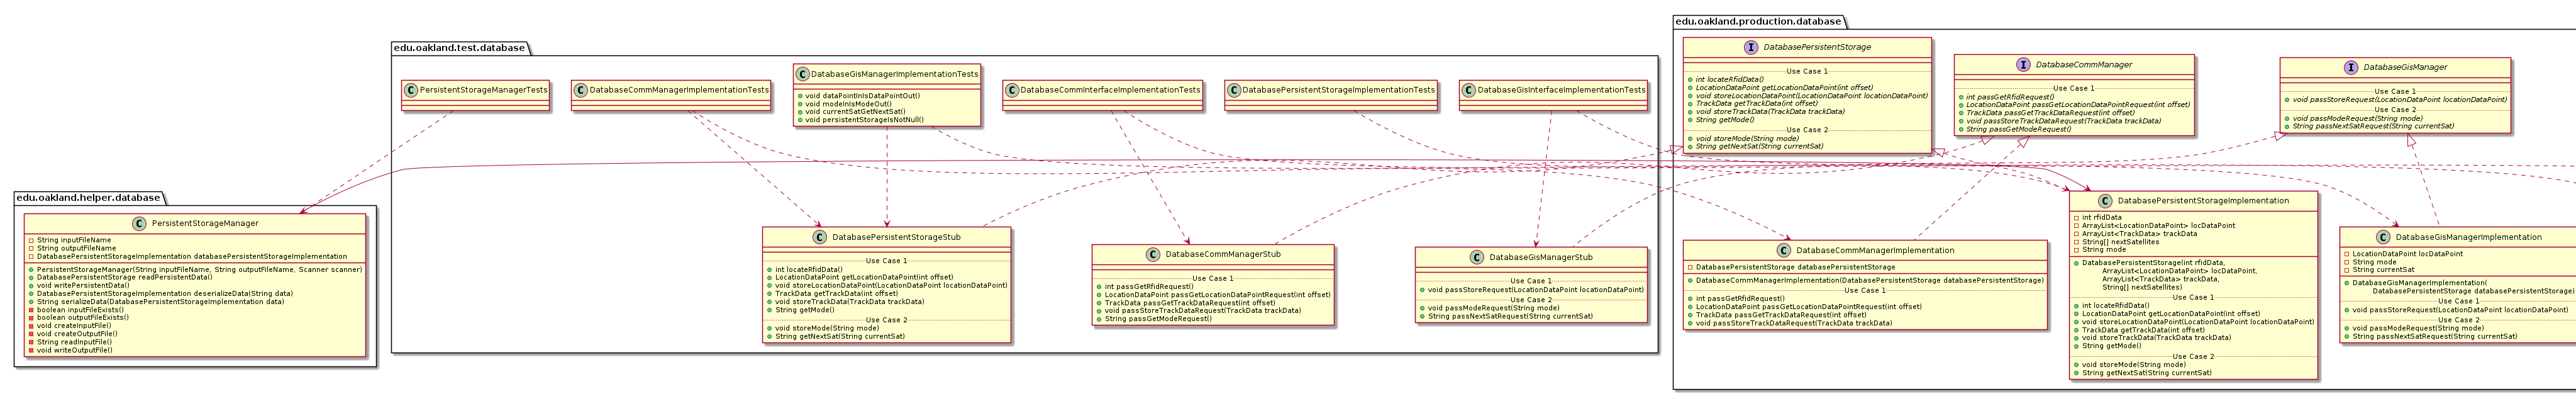 edu.oakland.helper.database
C PersistentStorageManager
String inputFileName
String outputFileName
DatabasePersistentStorageImplementation databasePersistentStorageImplementation
PersistentStorageManager(String inputFileName, String outputFileName, Scanner scanner)
DatabasePersistentStorage readPersistentData()
void writePersistentData()
DatabasePersistentStorageImplementation deserializeData(String data)
String serializeData(DatabasePersistentStorageImplementation data)
boolean inputFileExists()
boolean outputFileExists()
void createInputFile()
void createOutputFile()
String readInputFile()
void writeOutputFile()
edu.oakland.test.database
C PersistentStorageManagerTests
C DatabaseCommManagerImplementationTests
C DatabaseGisManagerImplementationTests
void dataPointInIsDataPointOut()
void modeInIsModeOut()
void currentSatGetNextSat()
void persistentStorageIsNotNull()
C DatabaseCommInterfaceImplementationTests
C DatabasePersistentStorageImplementationTests
C DatabaseGisInterfaceImplementationTests
C DatabasePersistentStorageStub
Use Case 1
int locateRfidData()
LocationDataPoint getLocationDataPoint(int offset)
void storeLocationDataPoint(LocationDataPoint locationDataPoint)
TrackData getTrackData(int offset)
void storeTrackData(TrackData trackData)
String getMode()
Use Case 2
void storeMode(String mode)
String getNextSat(String currentSat)
C DatabaseCommManagerStub
Use Case 1
int passGetRfidRequest()
LocationDataPoint passGetLocationDataPointRequest(int offset)
TrackData passGetTrackDataRequest(int offset)
void passStoreTrackDataRequest(TrackData trackData)
String passGetModeRequest()
C DatabaseGisManagerStub
Use Case 1
void passStoreRequest(LocationDataPoint locationDataPoint)
Use Case 2
void passModeRequest(String mode)
String passNextSatRequest(String currentSat)
edu.oakland.production.database
I DatabasePersistentStorage
Use Case 1
int locateRfidData()
LocationDataPoint getLocationDataPoint(int offset)
void storeLocationDataPoint(LocationDataPoint locationDataPoint)
TrackData getTrackData(int offset)
void storeTrackData(TrackData trackData)
String getMode()
Use Case 2
void storeMode(String mode)
String getNextSat(String currentSat)
I DatabaseCommManager
Use Case 1
int passGetRfidRequest()
LocationDataPoint passGetLocationDataPointRequest(int offset)
TrackData passGetTrackDataRequest(int offset)
void passStoreTrackDataRequest(TrackData trackData)
String passGetModeRequest()
I DatabaseGisManager
Use Case 1
void passStoreRequest(LocationDataPoint locationDataPoint)
Use Case 2
void passModeRequest(String mode)
String passNextSatRequest(String currentSat)
C DatabaseCommManagerImplementation
DatabasePersistentStorage databasePersistentStorage
DatabaseCommManagerImplementation(DatabasePersistentStorage databasePersistentStorage)
Use Case 1
int passGetRfidRequest()
LocationDataPoint passGetLocationDataPointRequest(int offset)
TrackData passGetTrackDataRequest(int offset)
void passStoreTrackDataRequest(TrackData trackData)
C DatabasePersistentStorageImplementation
int rfidData
ArrayList<LocationDataPoint> locDataPoint
ArrayList<TrackData> trackData
String[] nextSatellites
String mode
DatabasePersistentStorage(int rfidData,
ArrayList<LocationDataPoint> locDataPoint,
ArrayList<TrackData> trackData,
String[] nextSatellites)
Use Case 1
int locateRfidData()
LocationDataPoint getLocationDataPoint(int offset)
void storeLocationDataPoint(LocationDataPoint locationDataPoint)
TrackData getTrackData(int offset)
void storeTrackData(TrackData trackData)
String getMode()
Use Case 2
void storeMode(String mode)
String getNextSat(String currentSat)
C DatabaseGisManagerImplementation
LocationDataPoint locDataPoint
String mode
String currentSat
DatabaseGisManagerImplementation(
DatabasePersistentStorage databasePersistentStorage)
Use Case 1
void passStoreRequest(LocationDataPoint locationDataPoint)
Use Case 2
void passModeRequest(String mode)
String passNextSatRequest(String currentSat)